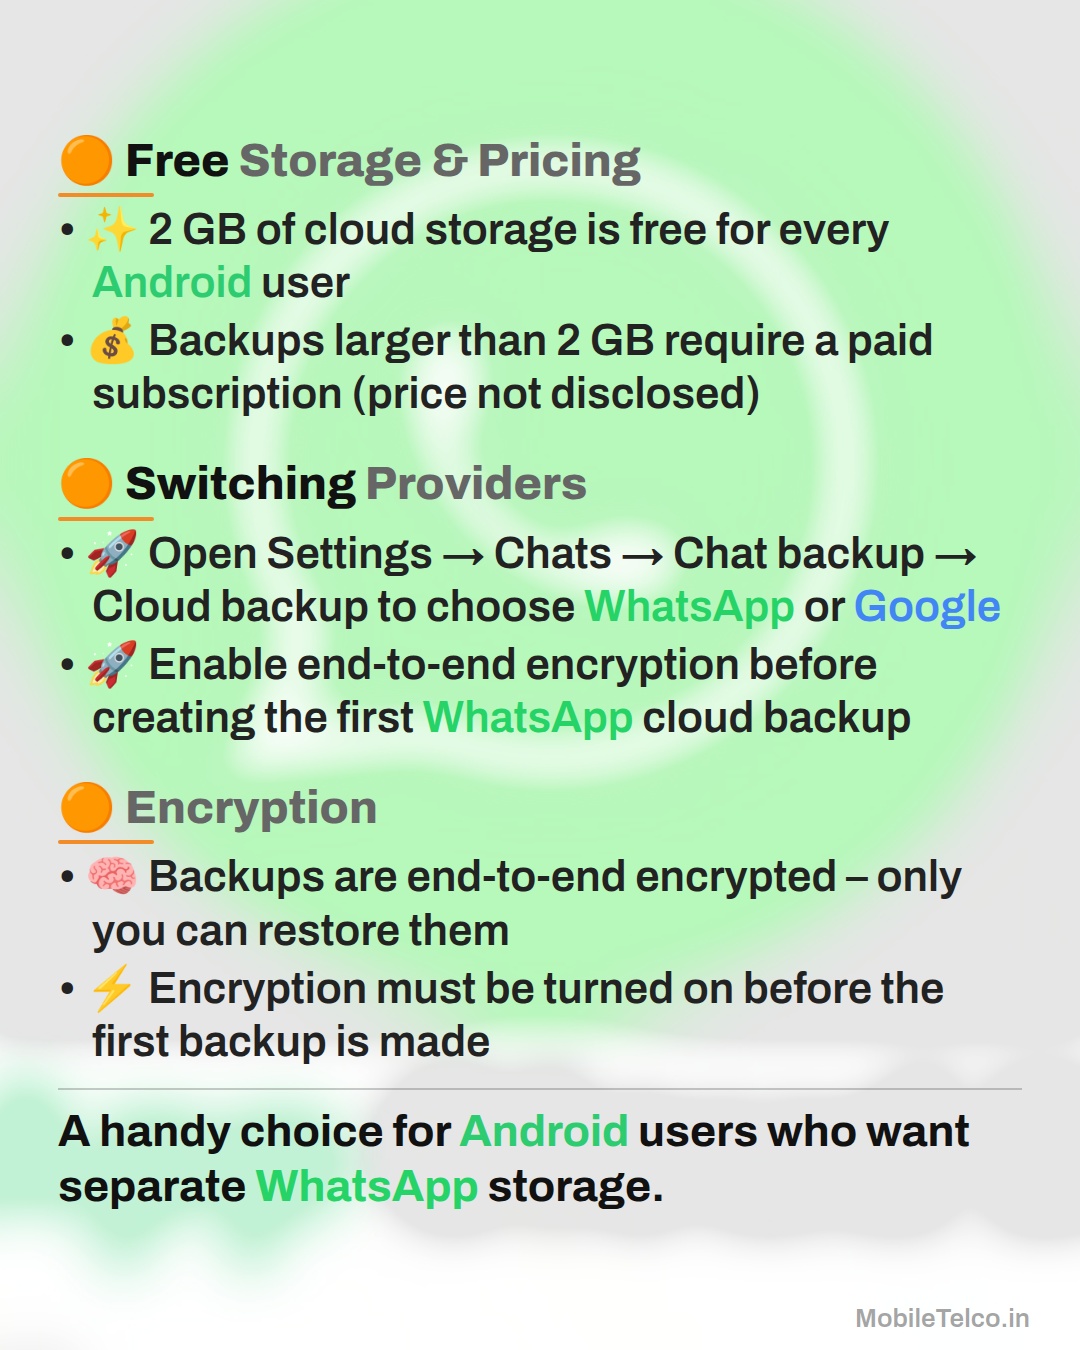 🟠 Free Storage & Pricing
• ✨ 2 GB of cloud storage is free for every
Android user
• 💰 Backups larger than 2 GB require a paid
subscription (price not disclosed)
🟠 Switching Providers
• 🚀 Open Settings → Chats → Chat backup →
Cloud backup to choose WhatsApp or Google
• 🚀 Enable end-to-end encryption before
creating the first WhatsApp cloud backup
🟠 Encryption
• 🧠 Backups are end-to-end encrypted – only
you can restore them
• ⚡ Encryption must be turned on before the
first backup is made
A handy choice for Android users who want
separate WhatsApp storage.
MobileTelco.in